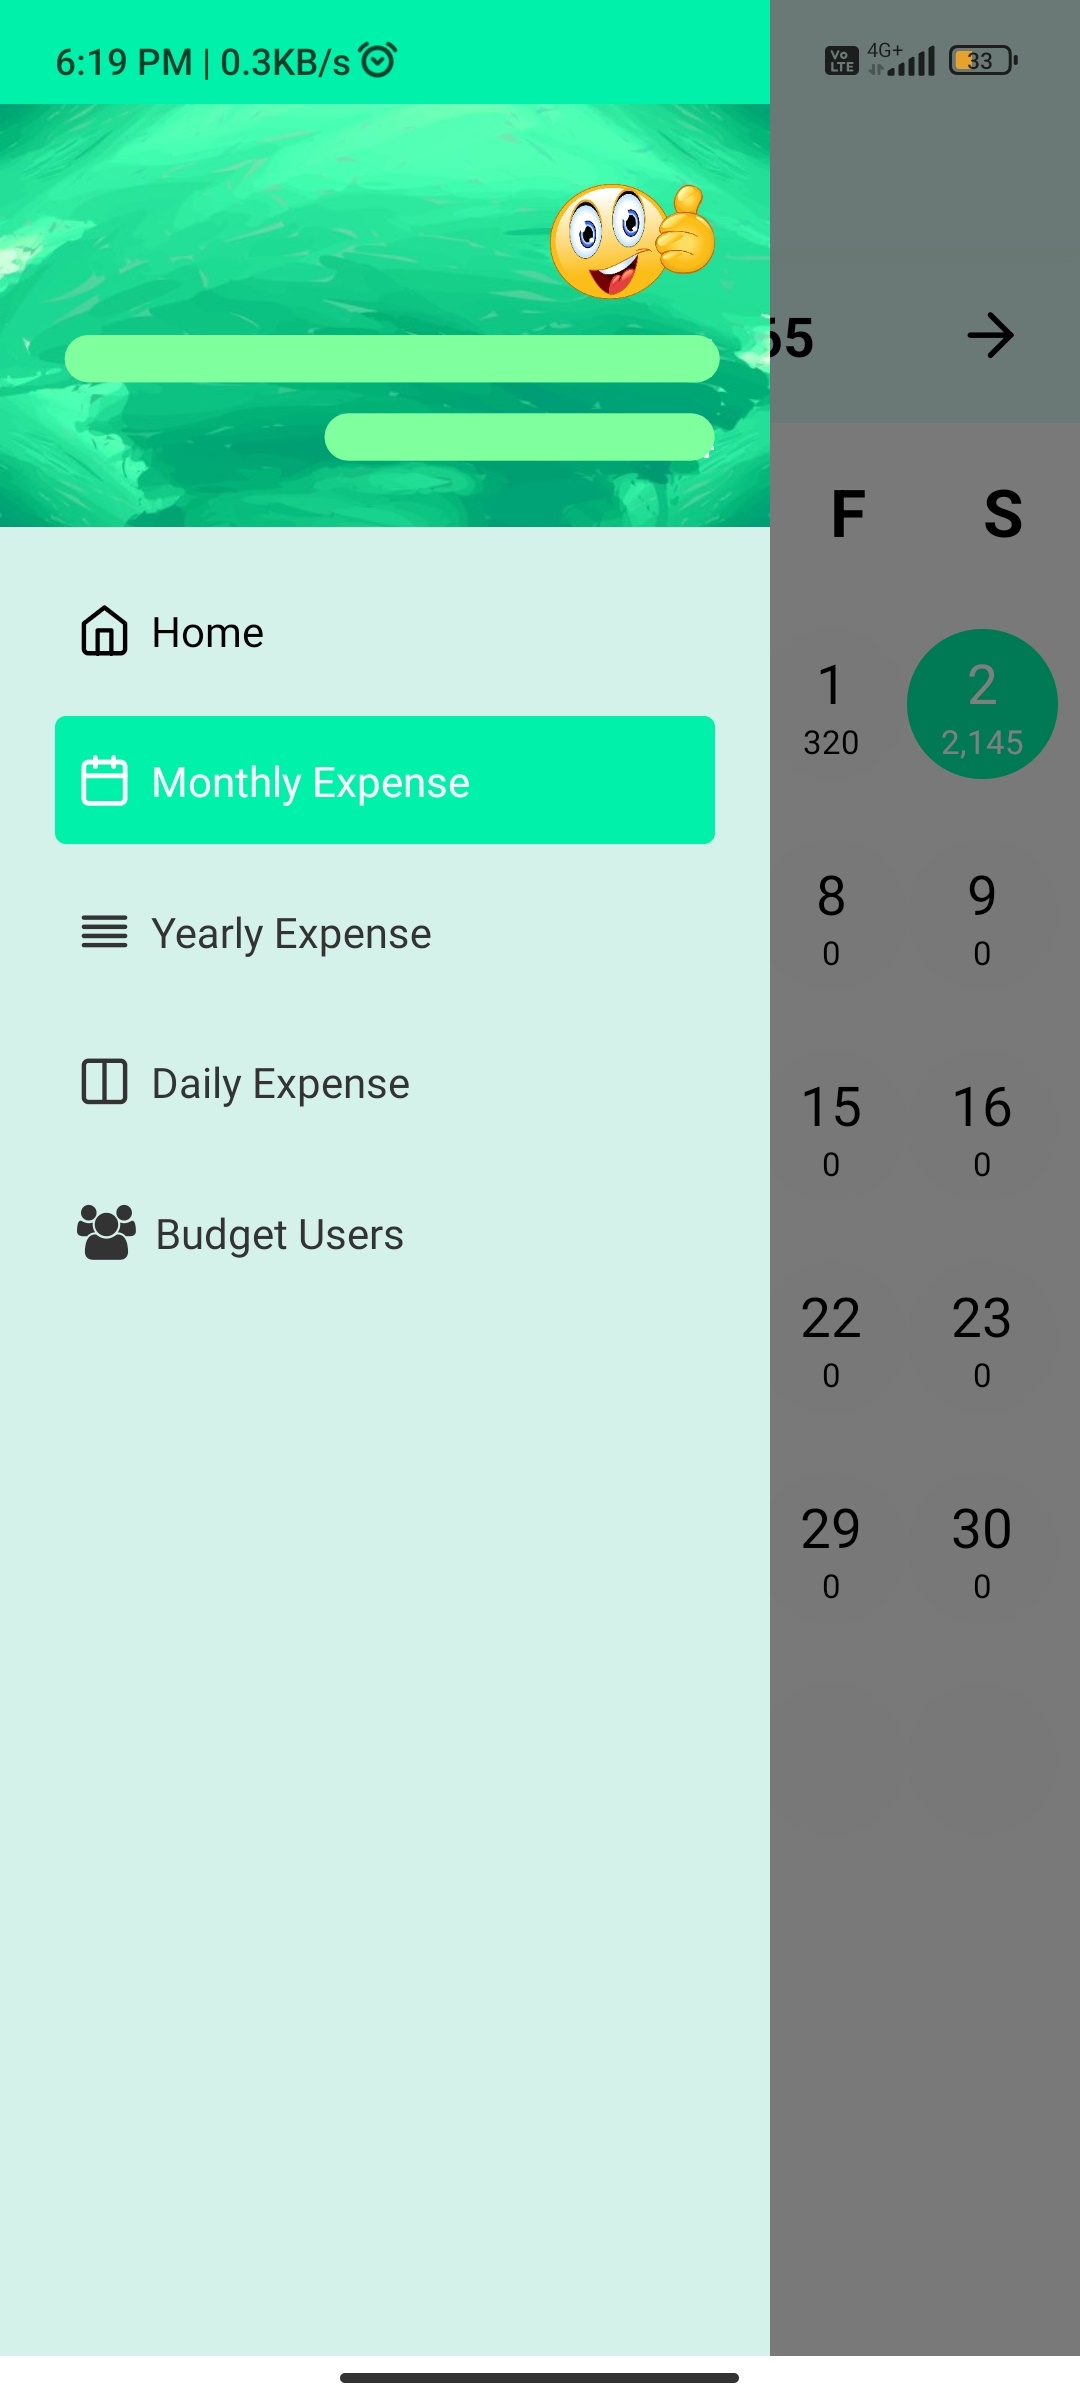 6:19 PM | 0.3KB/s
Vo LTE 4G+ 33
F S
1 2
320 2,145
8 9
0 0
15 16
0 0
22 23
0 0
29 30
0 0
Home
Monthly Expense
Yearly Expense
Daily Expense
Budget Users